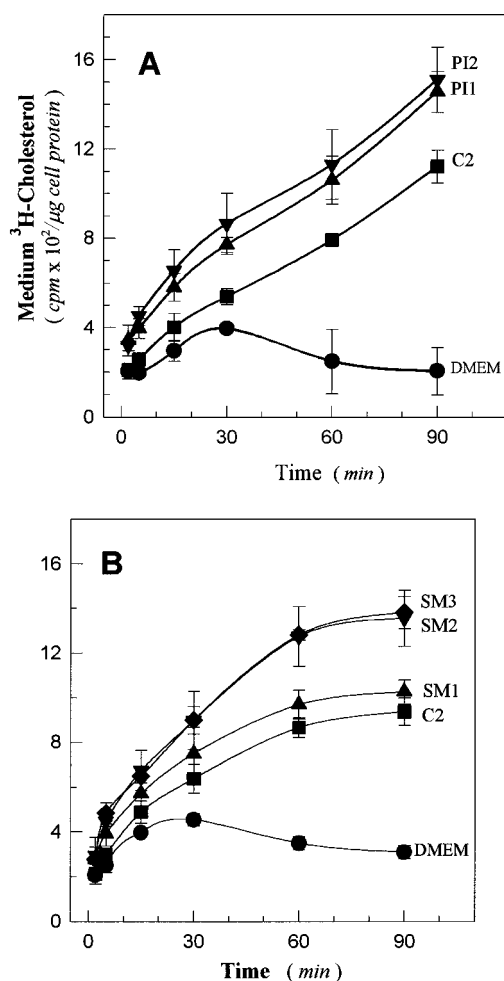 A
Medium ³H-Cholesterol
( cpm x 10²/µg cell protein )
16
12
8
4
0
PI2
PI1
C2
DMEM
0 30 60 90
Time ( min )
B
16
12
8
4
0
SM3
SM2
SM1
C2
DMEM
0 30 60 90
Time ( min )